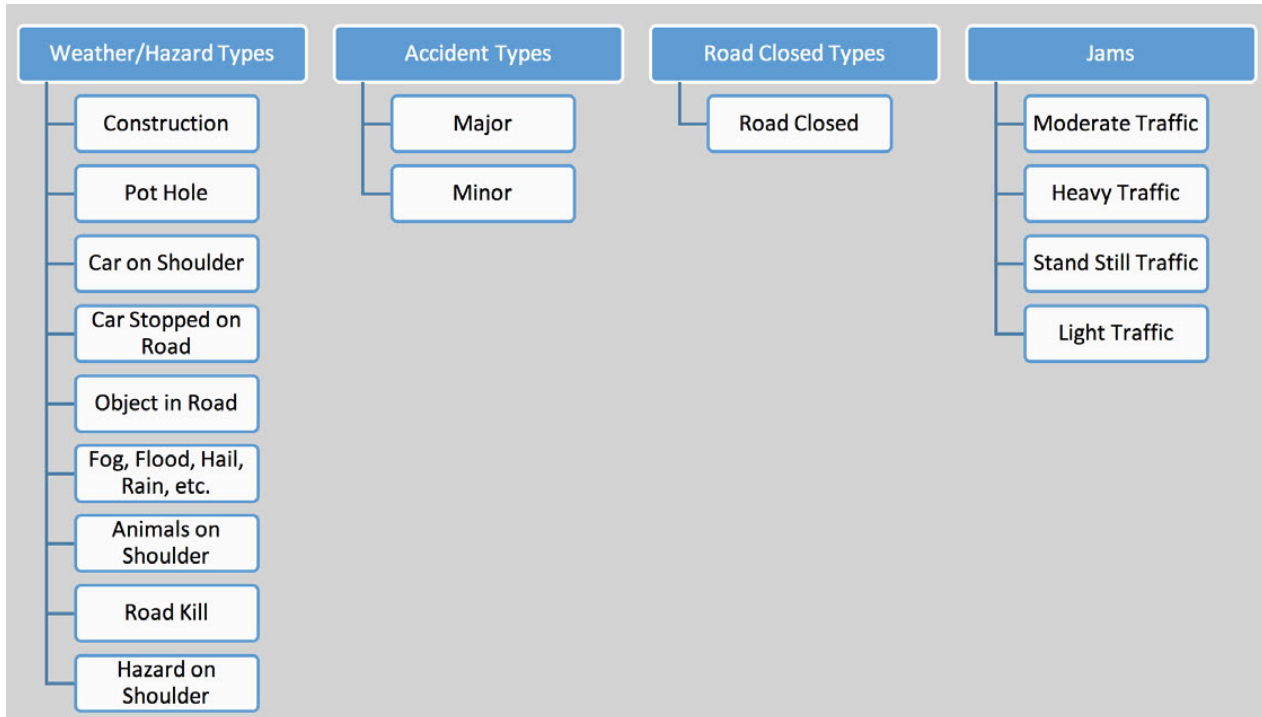 Weather/Hazard Types
Construction
Pot Hole
Car on Shoulder
Car Stopped on
Road
Object in Road
Fog, Flood, Hail,
Rain, etc.
Animals on
Shoulder
Road Kill
Hazard on
Shoulder
Accident Types
Major
Minor
Road Closed Types
Road Closed
Jams
Moderate Traffic
Heavy Traffic
Stand Still Traffic
Light Traffic